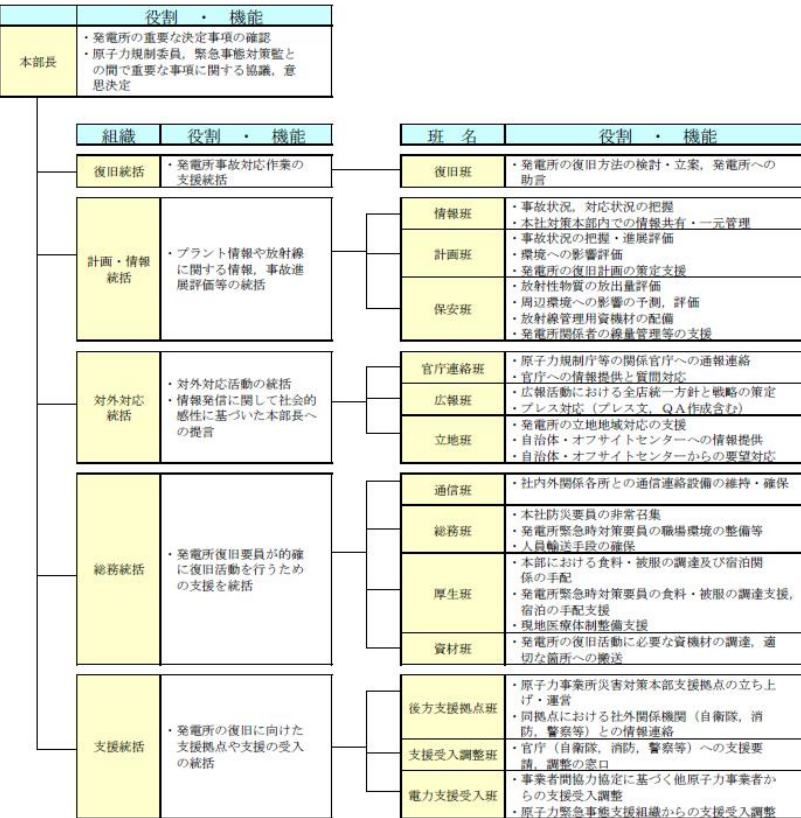 役割 ・ 機能
本部長
・発電所の重要な決定事項の確認
・原子力規制委員，緊急事態対策監と
の間で重要な事項に関する協議，意
思決定
組織
役割 ・ 機能
班 名
役割 ・ 機能
復旧統括
・発電所事故対応作業の
支援統括
復旧班
・発電所の復旧方法の検討・立案，発電所への
助言
計画・情報
統括
・プラント情報や放射線
に関する情報，事故進
展評価等の統括
情報班
・事故状況，対応状況の把握
・本社対策本部内での情報共有・一元管理
計画班
・事故状況の把握・進展評価
・環境への影響評価
・発電所の復旧計画の策定支援
保安班
・放射性物質の放出量評価
・周辺環境への影響の予測，評価
・放射線管理用資機材の配備
・発電所関係者の線量管理等の支援
対外対応
統括
・対外対応活動の統括
・情報発信に関して社会的
感性に基づいた本部長へ
の提言
官庁連絡班
・原子力規制庁等の関係官庁への通報連絡
・官庁への情報提供と質問対応
広報班
・広報活動における全店統一方針と戦略の策定
・プレス対応（プレス文，ＱＡ作成含む）
立地班
・発電所の立地地域対応の支援
・自治体・オフサイトセンターへの情報提供
・自治体・オフサイトセンターからの要望対応
総務統括
・発電所復旧要員が的確
に復旧活動を行うため
の支援を統括
通信班
・社内外関係各所との通信連絡設備の維持・確保
総務班
・本社防災要員の非常召集
・発電所緊急時対策要員の職場環境の整備等
・人員輸送手段の確保
厚生班
・本部における食料・被服の調達及び宿泊関
係の手配
・発電所緊急時対策要員の食料・被服の調達支援，
宿泊の手配支援
・現地医療体制整備支援
資材班
・発電所の復旧活動に必要な資機材の調達，適
切な箇所への搬送
支援統括
・発電所の復旧に向けた
支援拠点や支援の受入
の統括
後方支援拠点班
・原子力事業所災害対策本部支援拠点の立ち上
げ・運営
・同拠点における社外関係機関（自衛隊，消
防，警察等）との情報連絡
支援受入調整班
・官庁（自衛隊，消防，警察等）への支援要
請，調整の窓口
電力支援受入班
・事業者間協力協定に基づく他原子力事業者か
らの支援受入調整
・原子力緊急事態支援組織からの支援受入調整